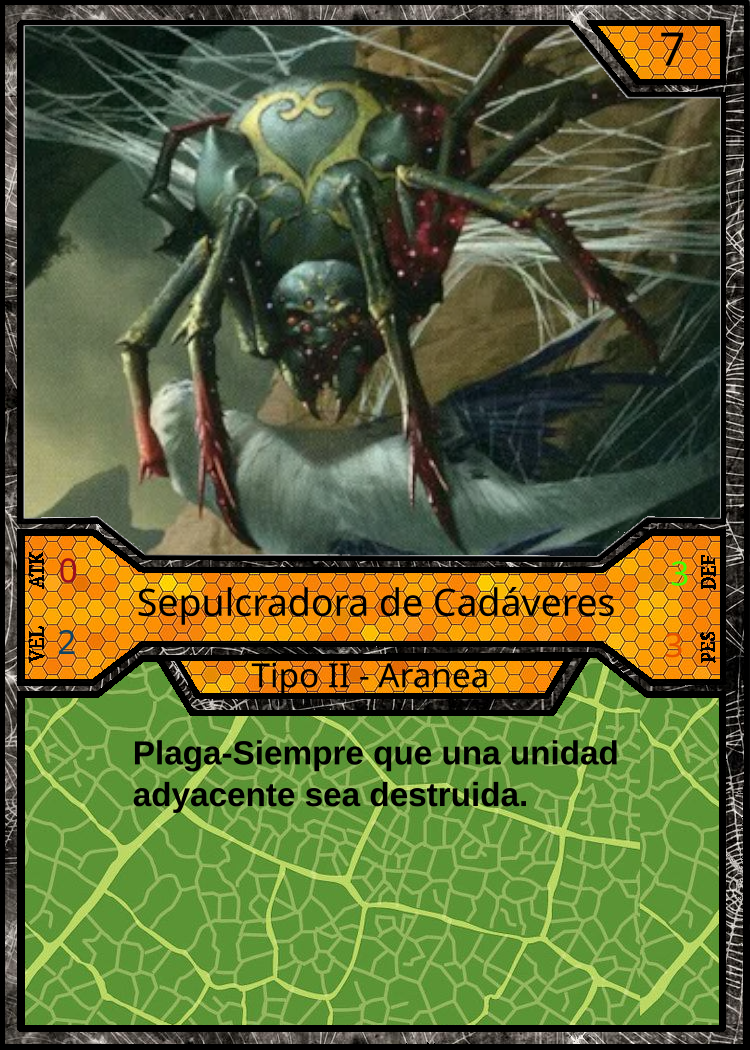 7
ATK 0
3 DEF
Sepulcradora de Cadáveres
VEL 2
3 PES
Tipo II - Aranea
Plaga-Siempre que una unidad
adyacente sea destruida.